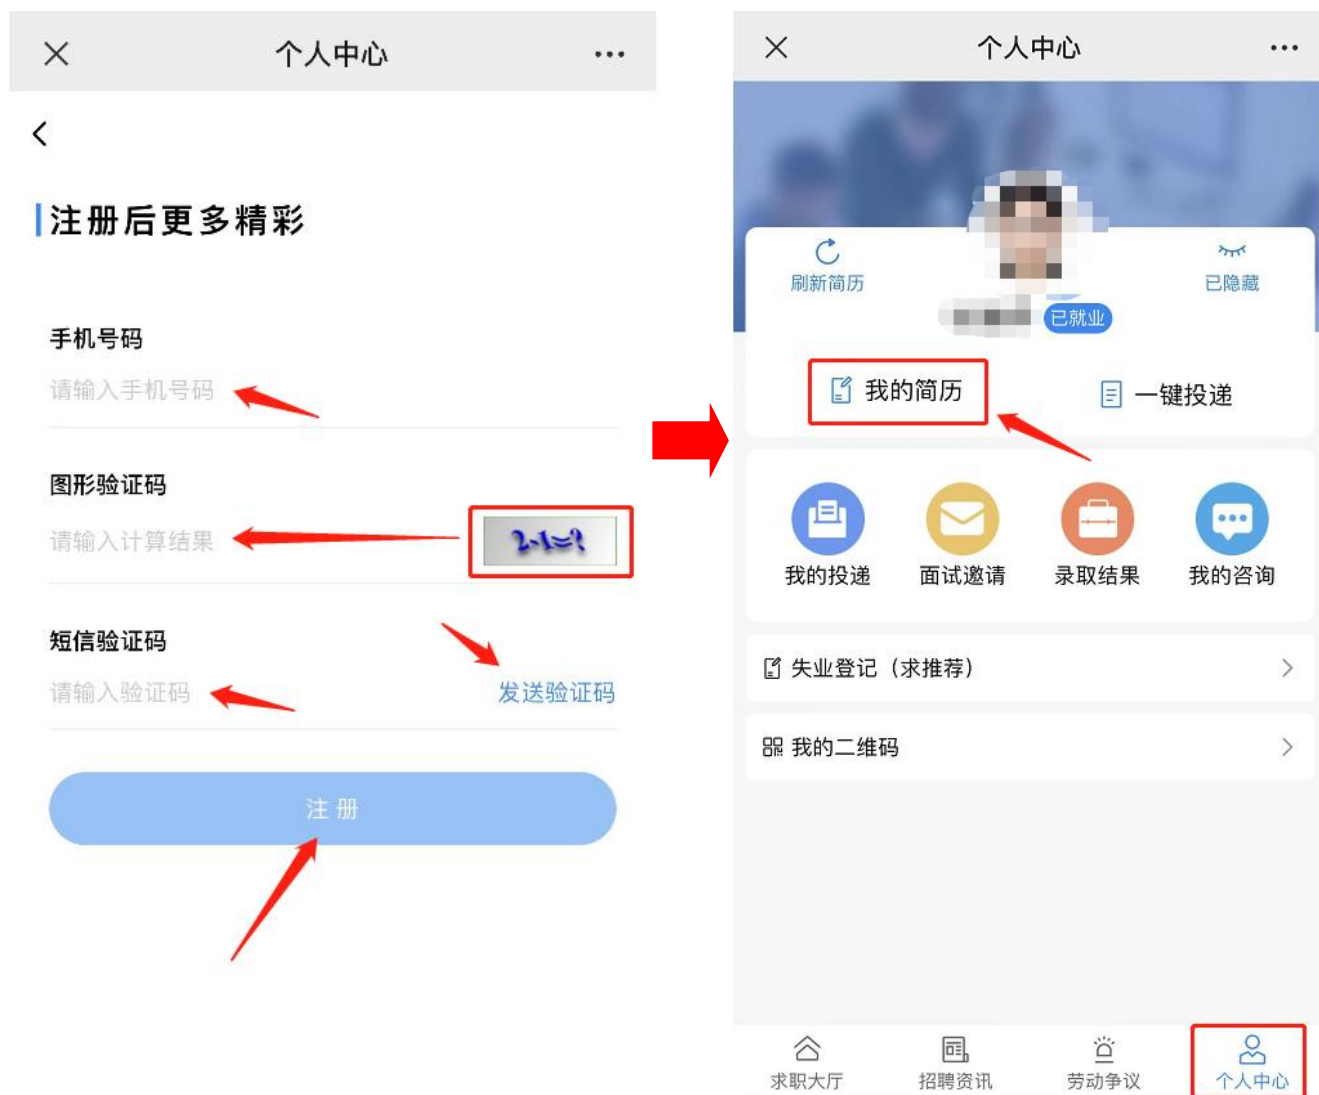 个人中心
注册后更多精彩
手机号码
请输入手机号码
图形验证码
请输入计算结果
2-1=?
短信验证码
请输入验证码
发送验证码
注册
个人中心
刷新简历
已隐藏
已就业
我的简历
一键投递
我的投递
面试邀请
录取结果
我的咨询
失业登记（求推荐）
我的二维码
求职大厅
招聘资讯
劳动争议
个人中心